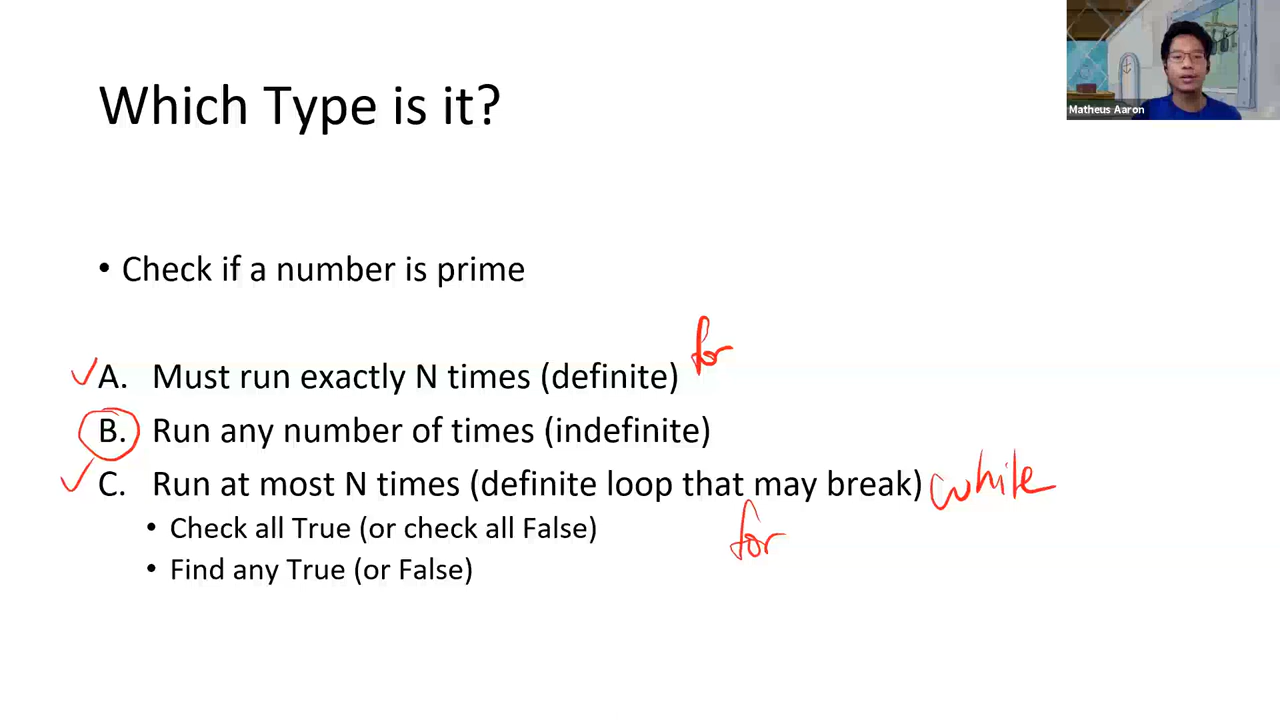 Matheus Aaron
Which Type is it?
• Check if a number is prime
for
A. Must run exactly N times (definite)
B. Run any number of times (indefinite)
C. Run at most N times (definite loop that may break) while
• Check all True (or check all False)
for
• Find any True (or False)